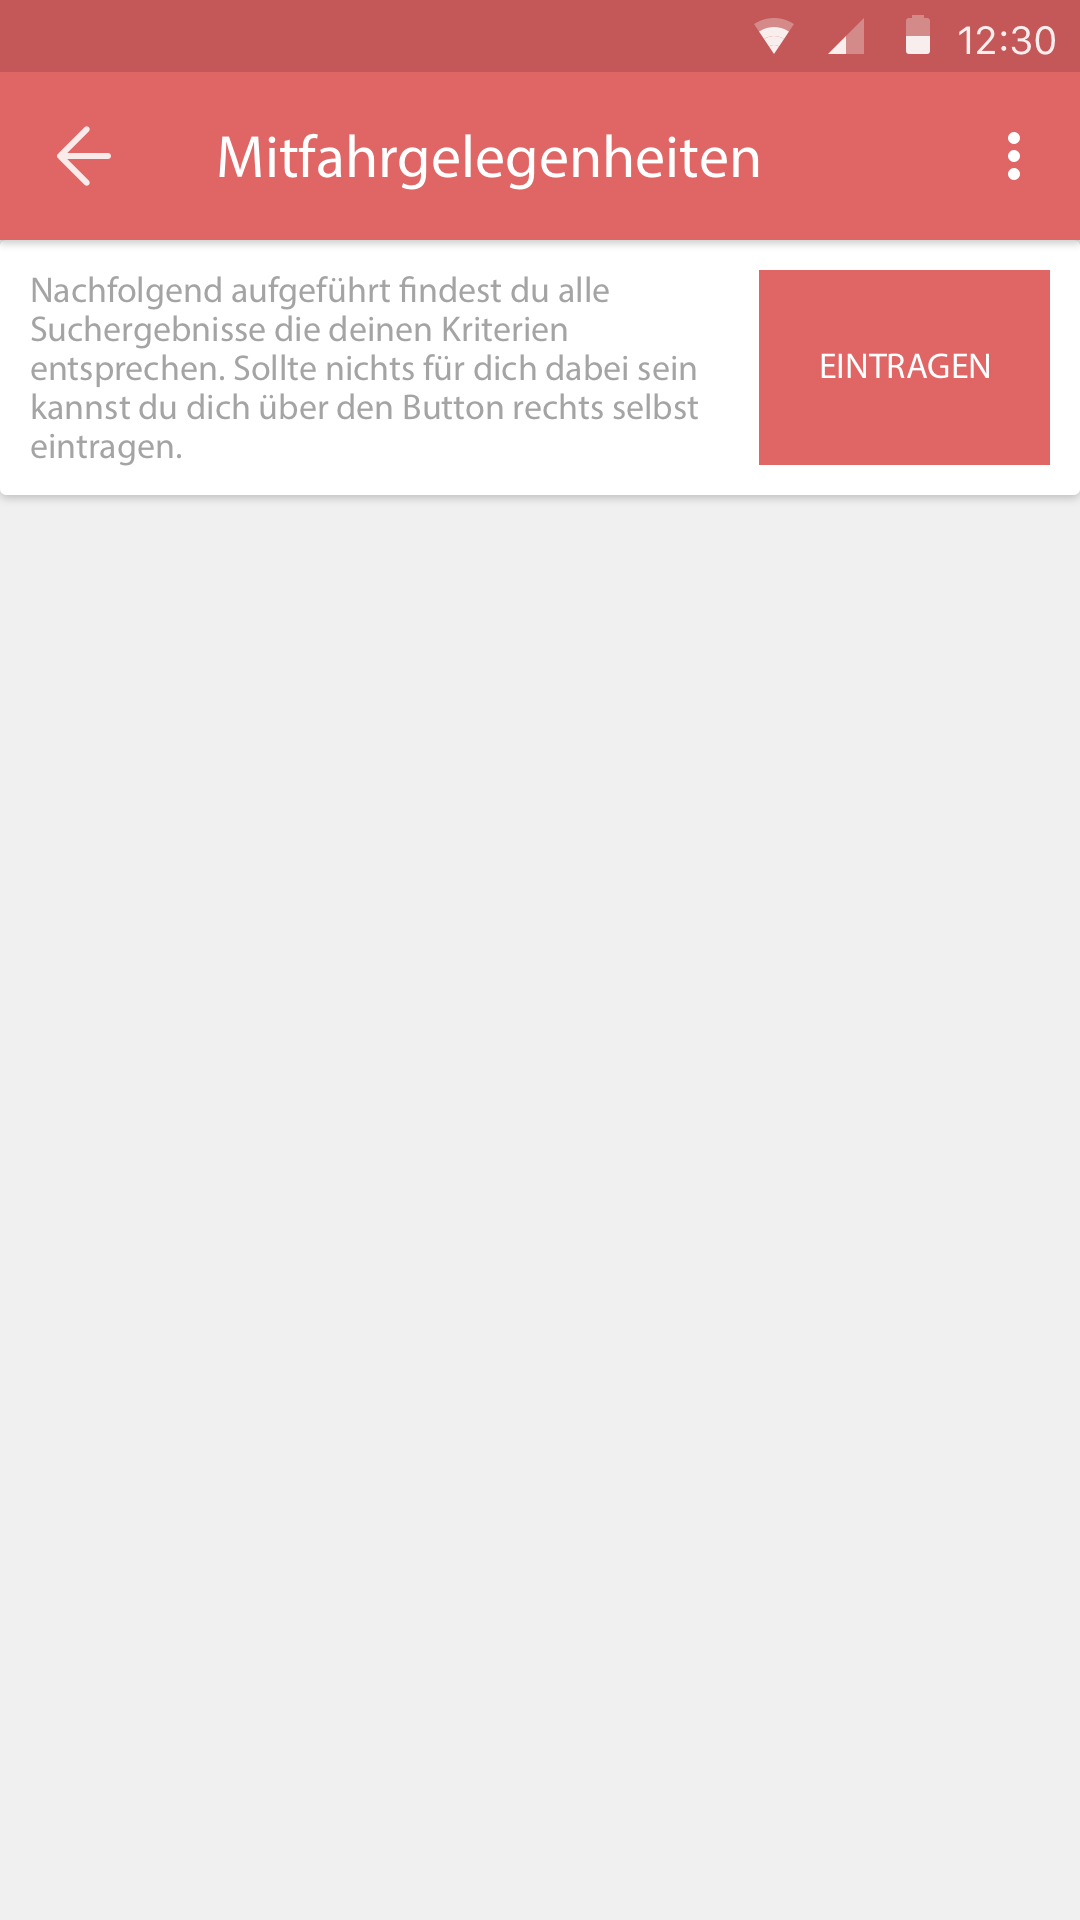 12:30
Mitfahrgelegenheiten
Nachfolgend aufgeführt findest du alle
Suchergebnisse die deinen Kriterien
entsprechen. Sollte nichts für dich dabei sein
kannst du dich über den Button rechts selbst
eintragen.
EINTRAGEN